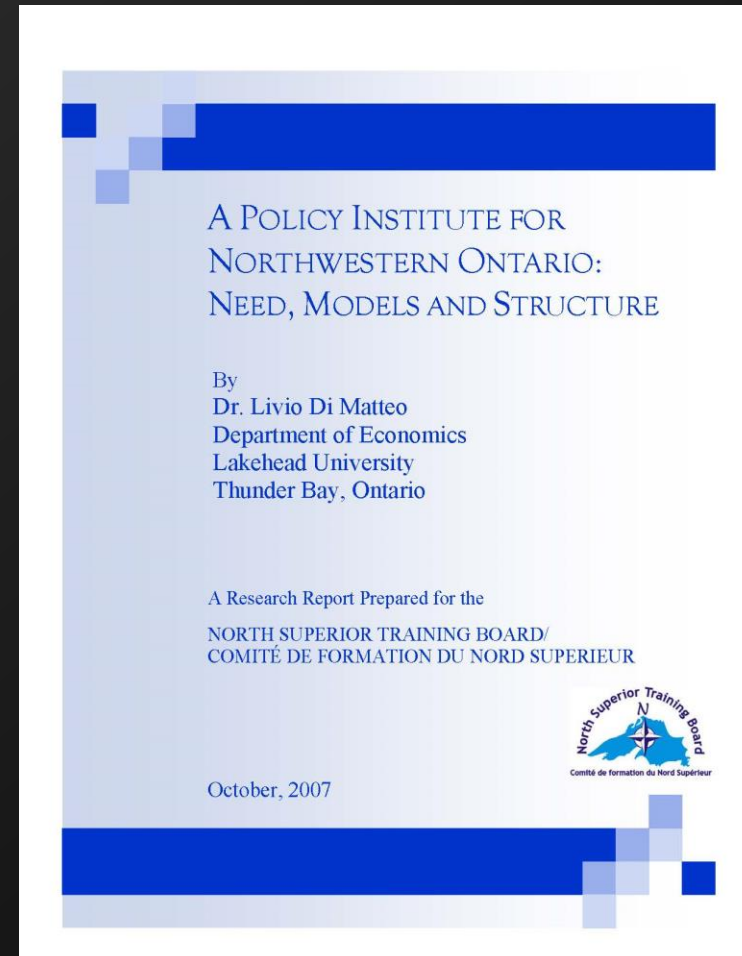 A POLICY INSTITUTE FOR
NORTHWESTERN ONTARIO:
NEED, MODELS AND STRUCTURE
By
Dr. Livio Di Matteo
Department of Economics
Lakehead University
Thunder Bay, Ontario
A Research Report Prepared for the
NORTH SUPERIOR TRAINING BOARD/
COMITÉ DE FORMATION DU NORD SUPERIEUR
North Superior Training Board
N
Comité de formation du Nord Supérieur
October, 2007